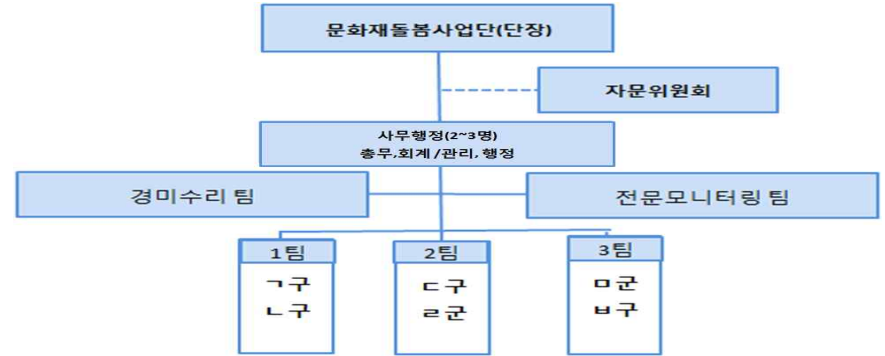 문화재돌봄사업단(단장)
자문위원회
사무행정(2~3명)
총무,회계/관리, 행정
경미수리 팀
전문모니터링 팀
1팀
ㄱ구
ㄴ구
2팀
ㄷ구
ㄹ군
3팀
ㅁ군
ㅂ구